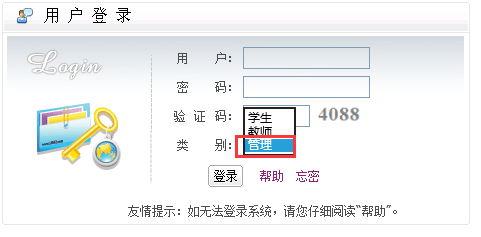 用户登录
Login
用 户:
密 码:
验 证 码: 4088
学生
教师
类 别: 管理
登录 帮助 忘密
友情提示：如无法登录系统，请您仔细阅读“帮助”。